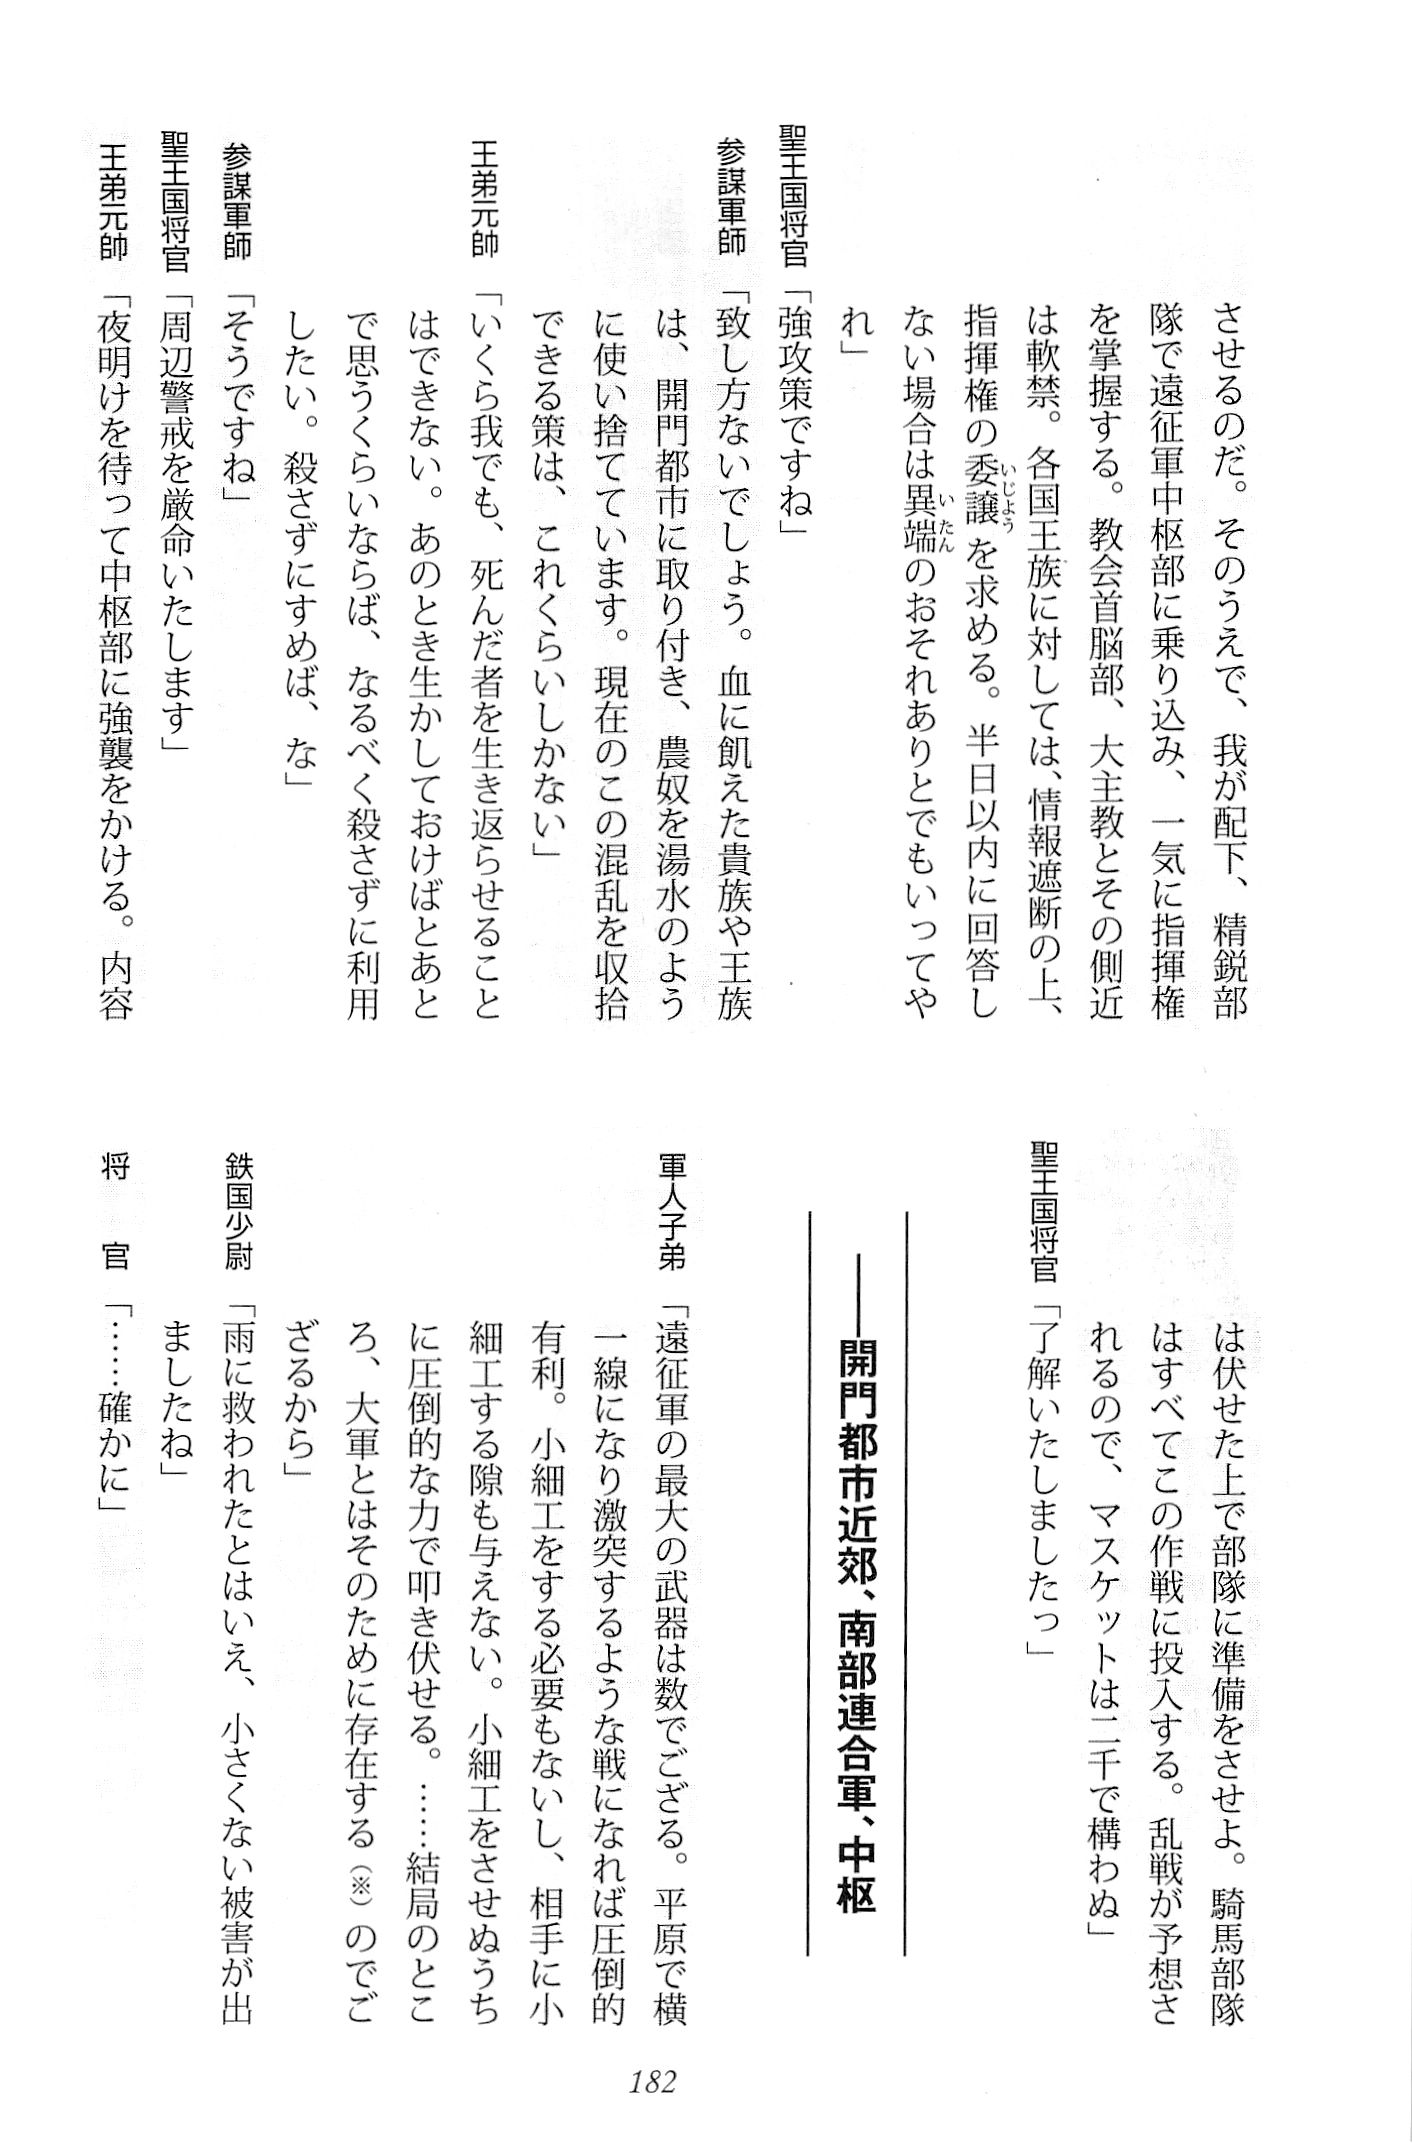 させるのだ。そのうえで、我が配下、精鋭部
隊で遠征軍中枢部に乗り込み、一気に指揮権
を掌握する。教会首脳部、大主教とその側近
は軟禁。各国王族に対しては、情報遮断の上、
指揮権の委譲を求める。半日以内に回答し
いじよう
ない場合は異端のおそれありとでもいってや
いたん
れ」
聖王国将官「強攻策ですね」
参謀軍師「致し方ないでしょう。血に飢えた貴族や王族
は、開門都市に取り付き、農奴を湯水のよう
に使い捨てています。現在のこの混乱を収拾
できる策は、これくらいしかない」
王弟元帥「いくら我でも、死んだ者を生き返らせること
はできない。あのとき生かしておけばとあと
で思うくらいならば、なるべく殺さずに利用
したい。殺さずにすめば、な」
参謀軍師「そうですね」
聖王国将官「周辺警戒を厳命いたします」
王弟元帥「夜明けを待って中枢部に強襲をかける。内容
は伏せた上で部隊に準備をさせよ。騎馬部隊
はすべてこの作戦に投入する。乱戦が予想さ
れるので、マスケットは二千で構わぬ」
聖王国将官「了解いたしましたっ」
――開門都市近郊、南部連合軍、中枢
軍人子弟「遠征軍の最大の武器は数でござる。平原で横
一線になり激突するような戦になれば圧倒的
有利。小細工をする必要もないし、相手に小
細工する隙も与えない。小細工をさせぬうち
に圧倒的な力で叩き伏せる。……結局のとこ
ろ、大軍とはそのために存在する（※）のでご
ざるから」
鉄国少尉「雨に救われたとはいえ、小さくない被害が出
ましたね」
将　官「……確かに」
182